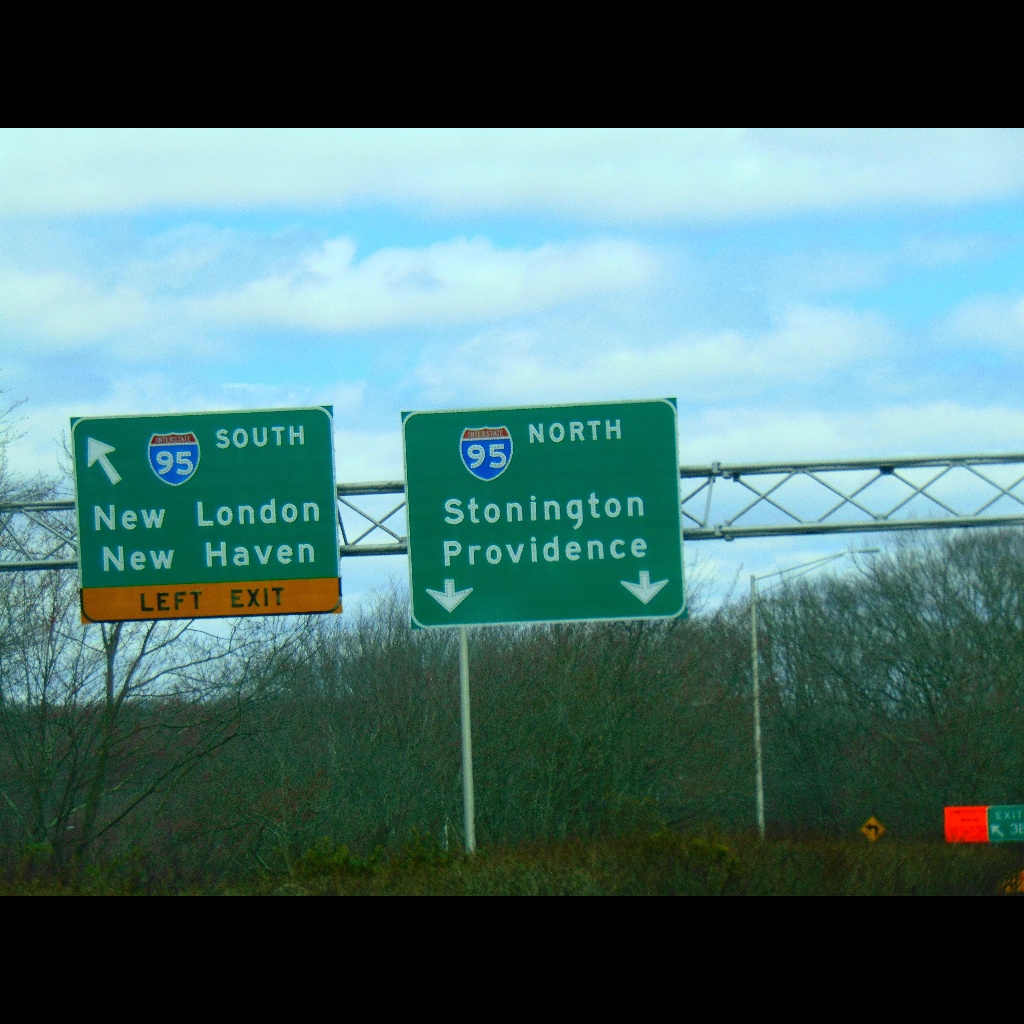 INTERSTATE
95 SOUTH
New London
New Haven
LEFT EXIT
INTERSTATE
95 NORTH
Stonington
Providence
EXIT